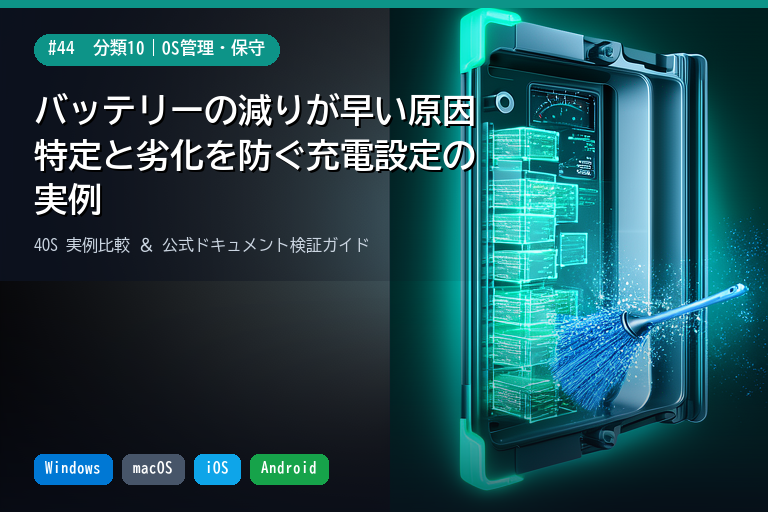 #44 分類10｜OS管理・保守
バッテリーの減りが早い原因
特定と劣化を防ぐ充電設定の
実例
4OS 実例比較 & 公式ドキュメント検証ガイド
Windows
macOS
iOS
Android